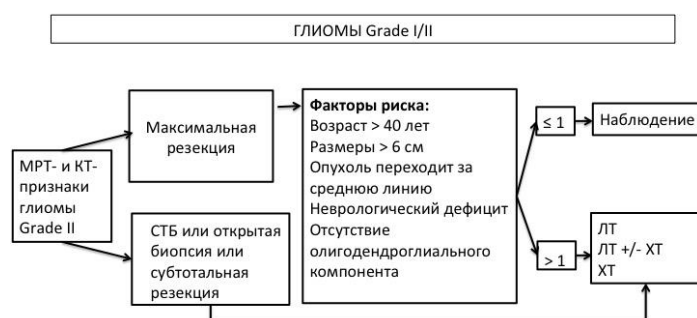 ГЛИОМЫ Grade I/II
МРТ- и КТ-
признаки
глиомы
Grade II
Максимальная
резекция
СТБ или открытая
биопсия или
субтотальная
резекция
Факторы риска:
Возраст > 40 лет
Размеры > 6 см
Опухоль переходит за
среднюю линию
Неврологический дефицит
Отсутствие
олигодендроглиального
компонента
≤ 1
Наблюдение
> 1
ЛТ
ЛТ +/- ХТ
ХТ